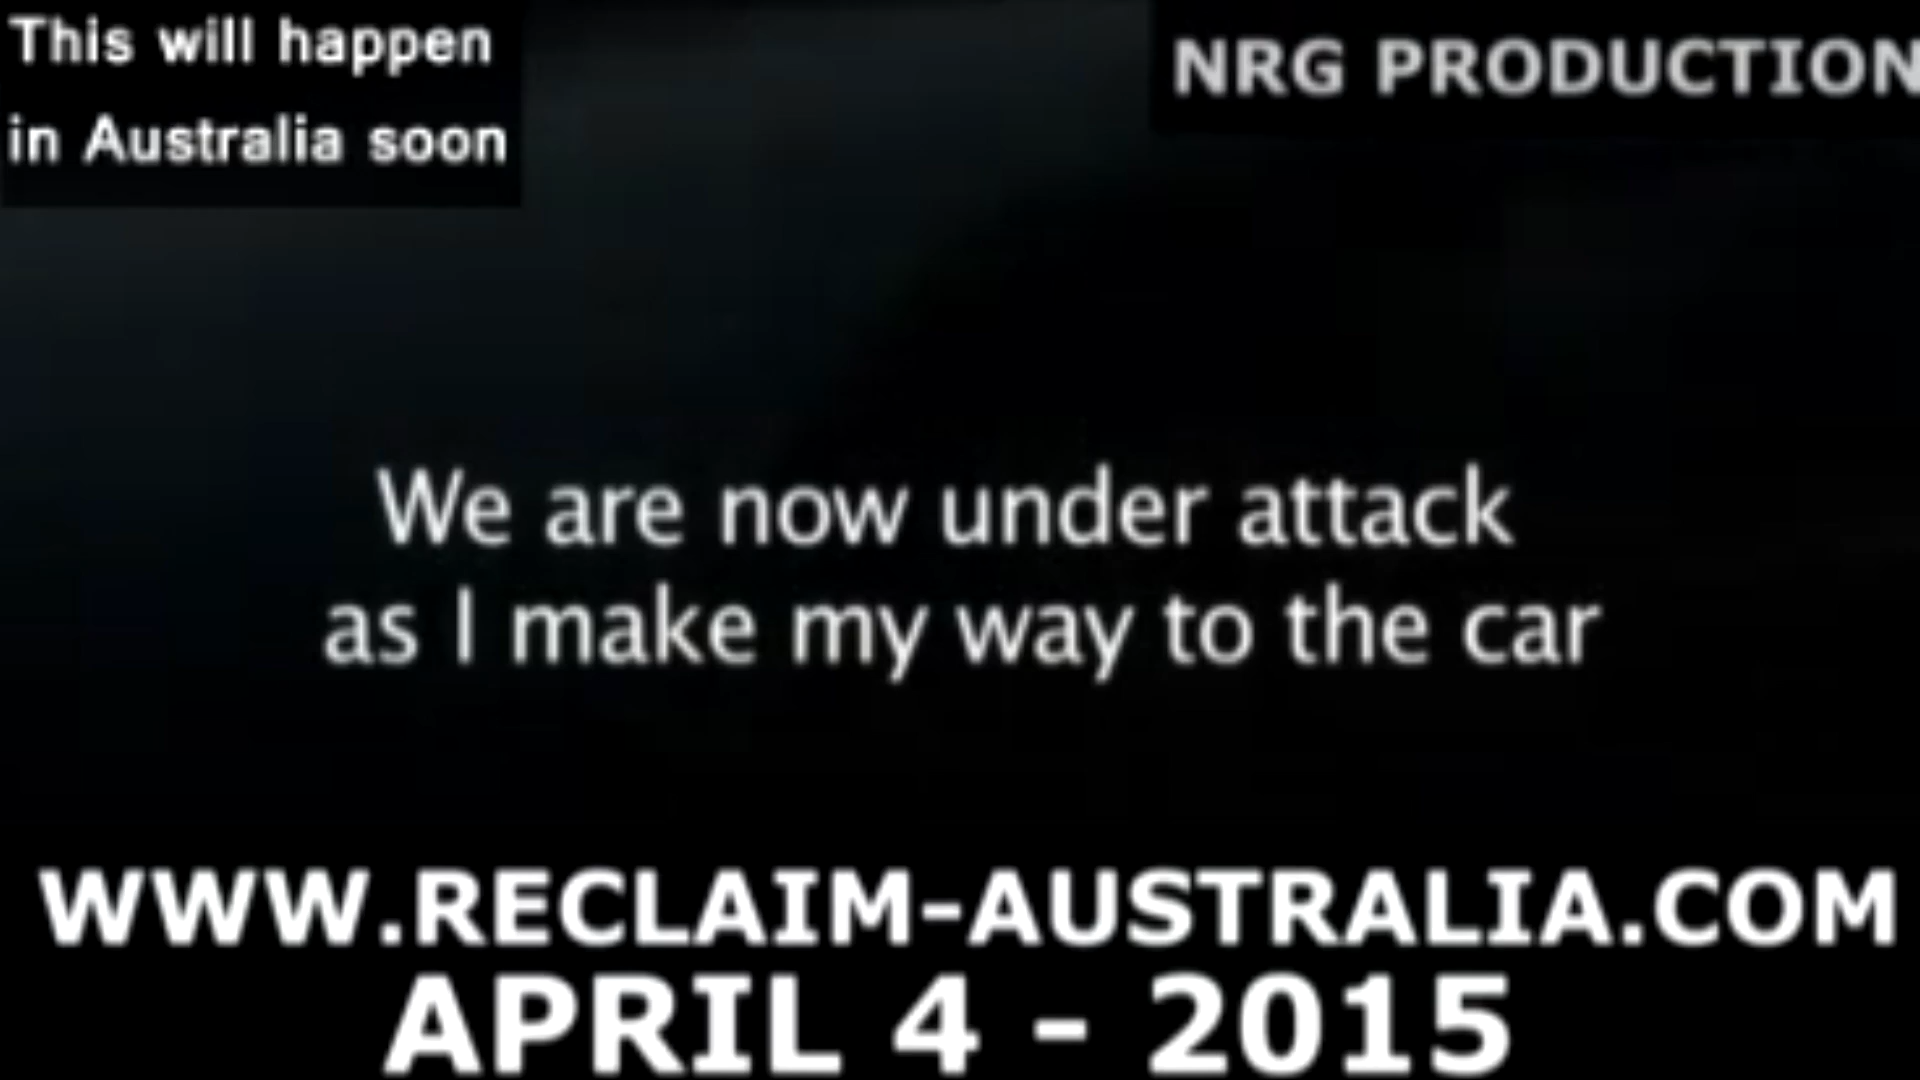 This will happen
in Australia soon
NRG PRODUCTION
We are now under attack
as I make my way to the car
WWW.RECLAIM-AUSTRALIA.COM
APRIL 4 - 2015